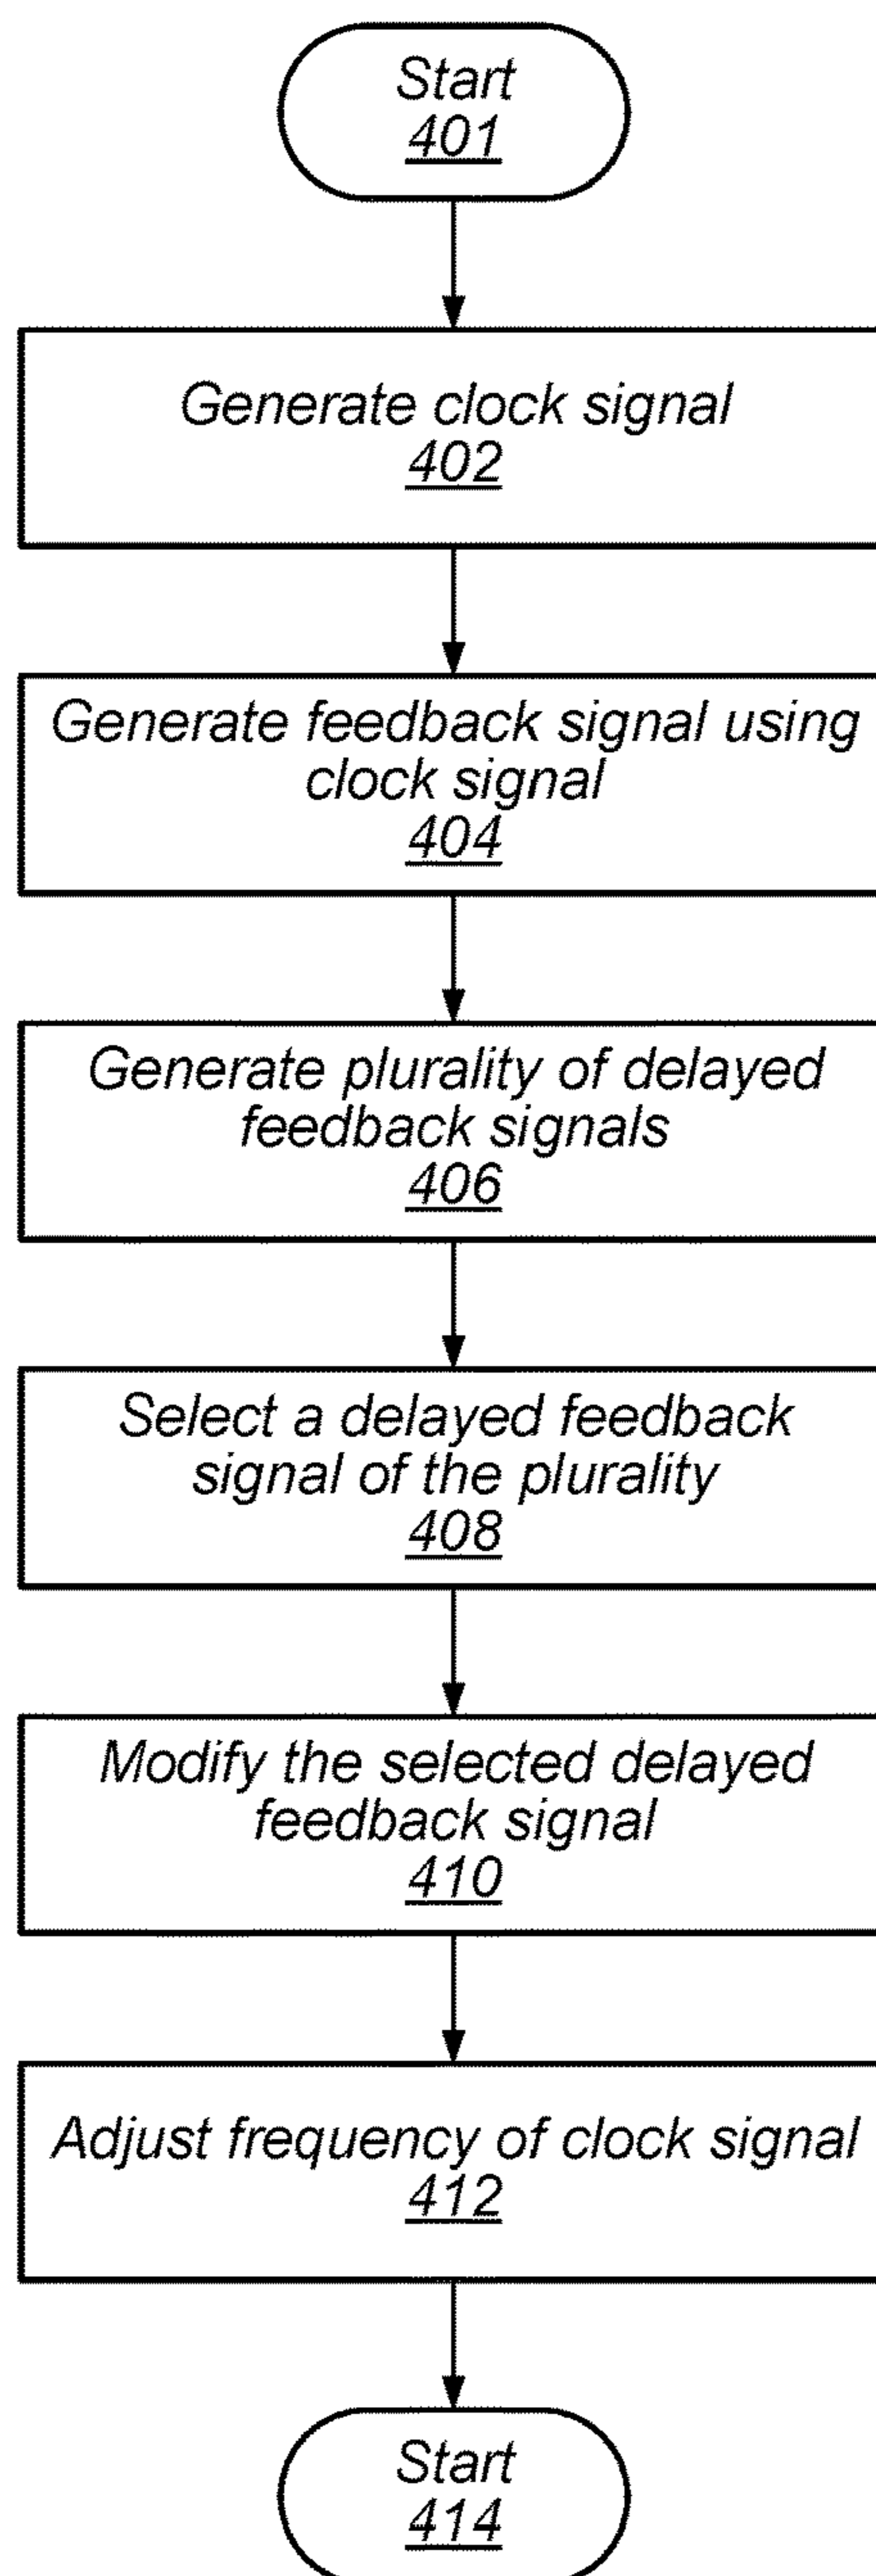 Start
401
Generate clock signal
402
Generate feedback signal using
clock signal
404
Generate plurality of delayed
feedback signals
406
Select a delayed feedback
signal of the plurality
408
Modify the selected delayed
feedback signal
410
Adjust frequency of clock signal
412
Start
414